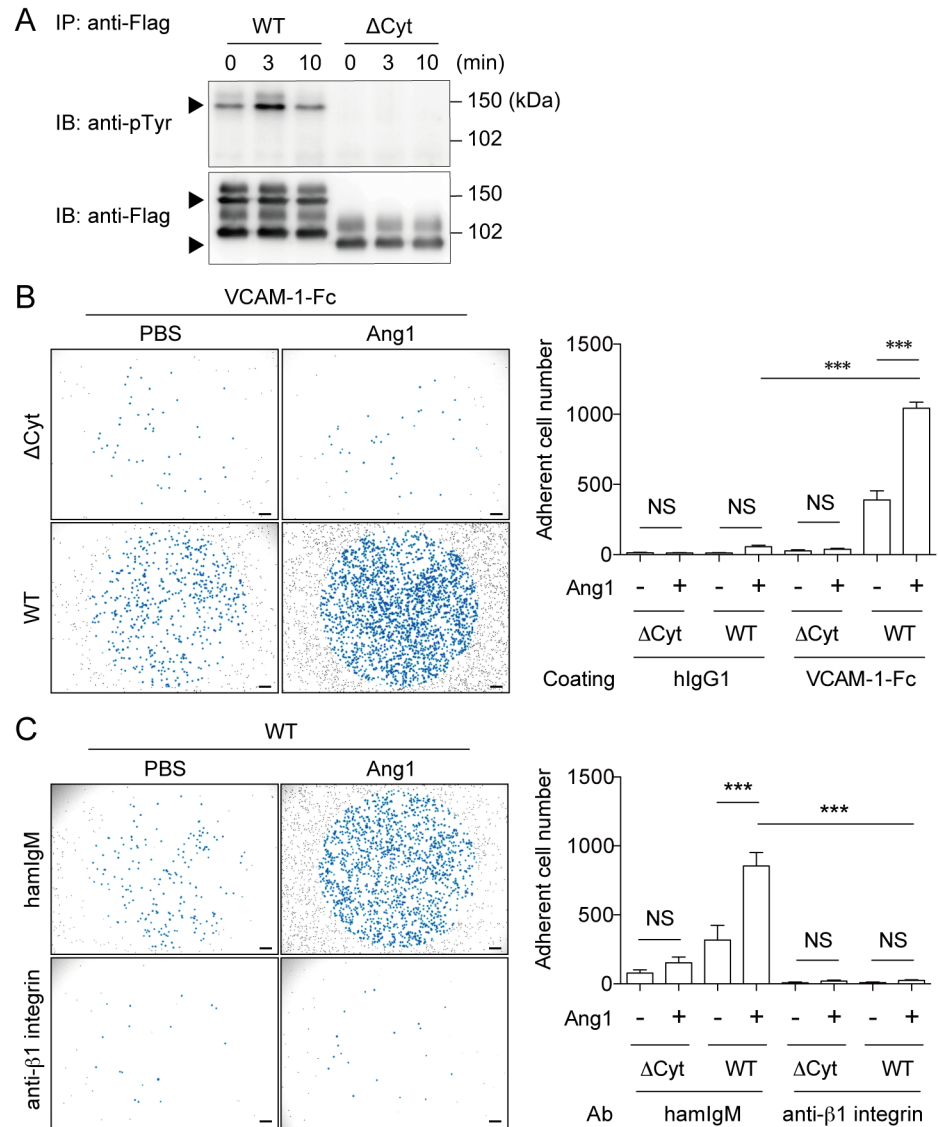 A
IP: anti-Flag
WT ΔCyt
0 3 10 0 3 10 (min)
IB: anti-pTyr
150 (kDa)
102
IB: anti-Flag
150
102
B
VCAM-1-Fc
PBS Ang1
ΔCyt
WT
Adherent cell number
1500
1000
500
0
NS NS NS *** ***
Ang1 - + - + - + - +
ΔCyt WT ΔCyt WT
Coating hIgG1 VCAM-1-Fc
C
WT
PBS Ang1
hamIgM
anti-β1 integrin
Adherent cell number
1500
1000
500
0
NS *** *** NS NS
Ang1 - + - + - + - +
ΔCyt WT ΔCyt WT
Ab hamIgM anti-β1 integrin